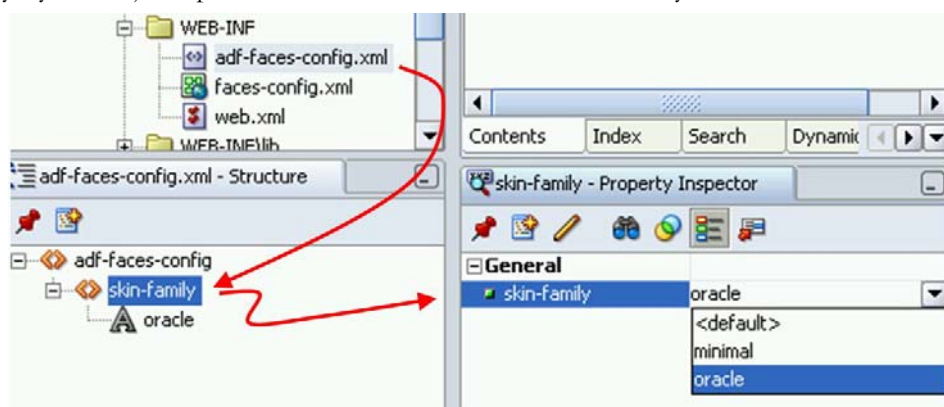 WEB-INF
adf-faces-config.xml
faces-config.xml
web.xml
WEB-INF\lib
Contents Index Search Dynamic
adf-faces-config.xml - Structure
skin-family - Property Inspector
adf-faces-config
skin-family
oracle
General
skin-family oracle
<default>
minimal
oracle